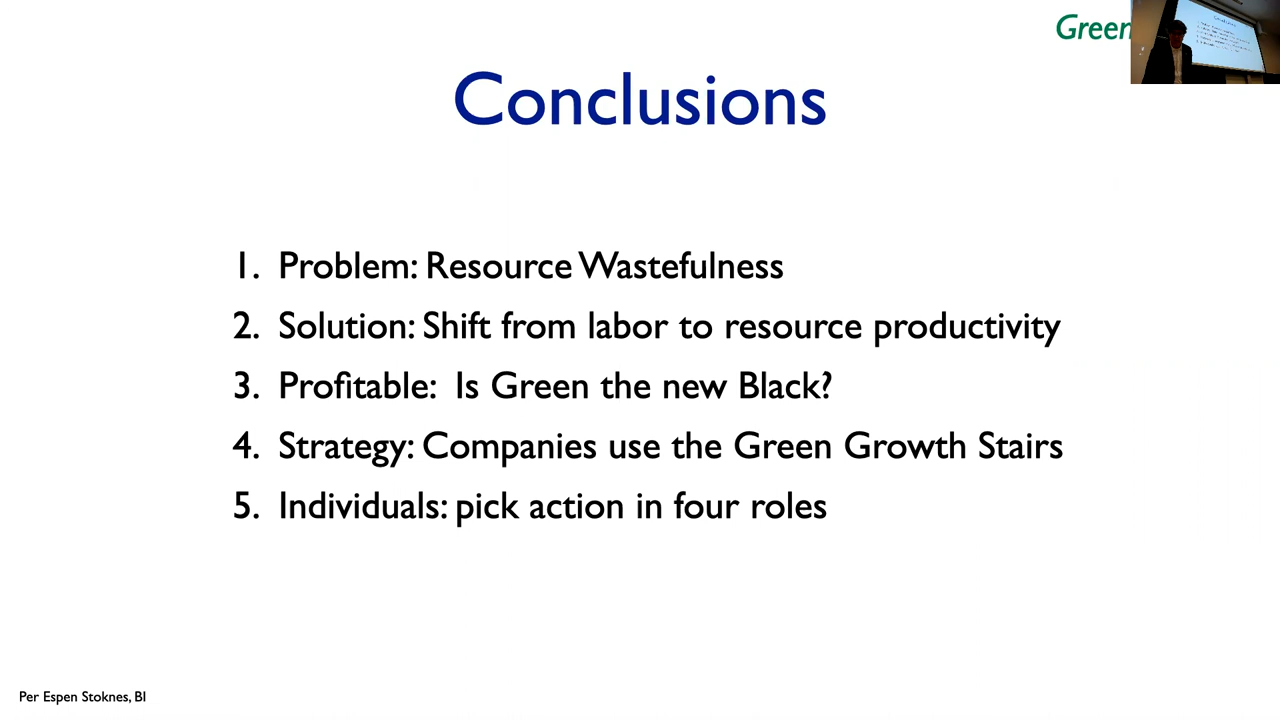 Green
Conclusions
1. Problem: Resource Wastefulness
2. Solution: Shift from labor to resource productivity
3. Profitable: Is Green the new Black?
4. Strategy: Companies use the Green Growth Stairs
5. Individuals: pick action in four roles
Per Espen Stoknes, BI
Conclusions